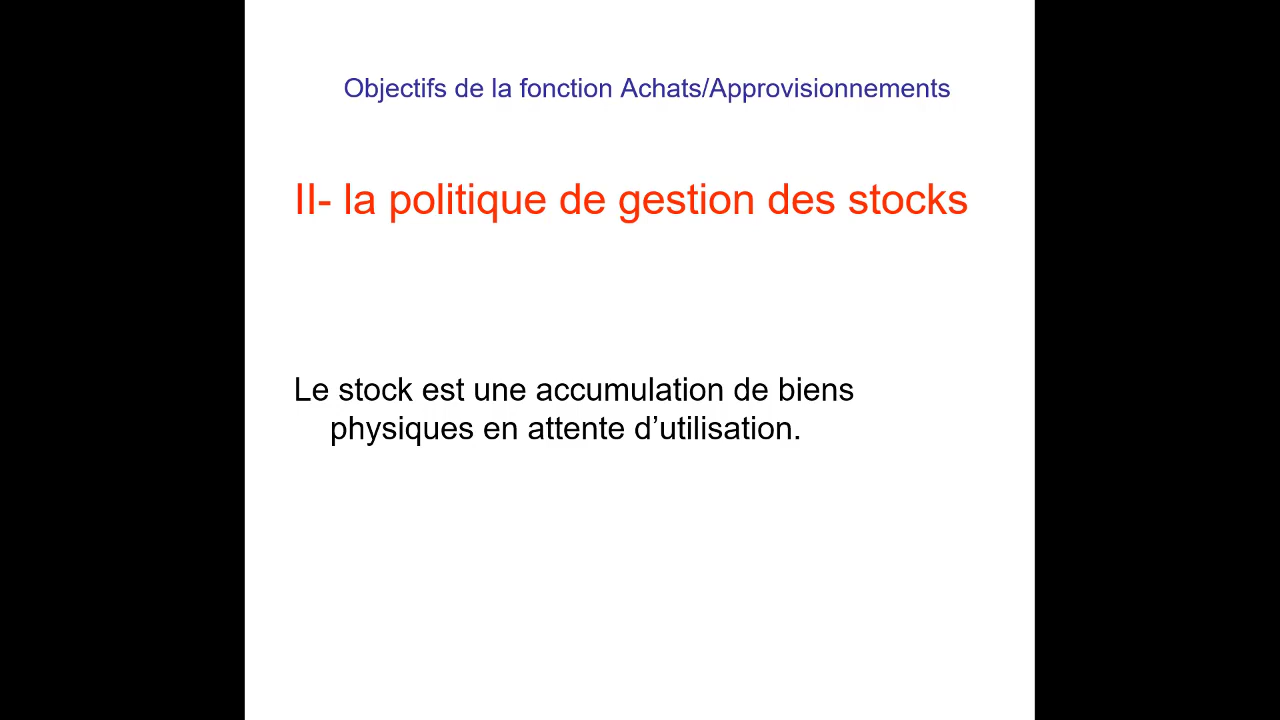 Objectifs de la fonction Achats/Approvisionnements
II- la politique de gestion des stocks
Le stock est une accumulation de biens
physiques en attente d’utilisation.